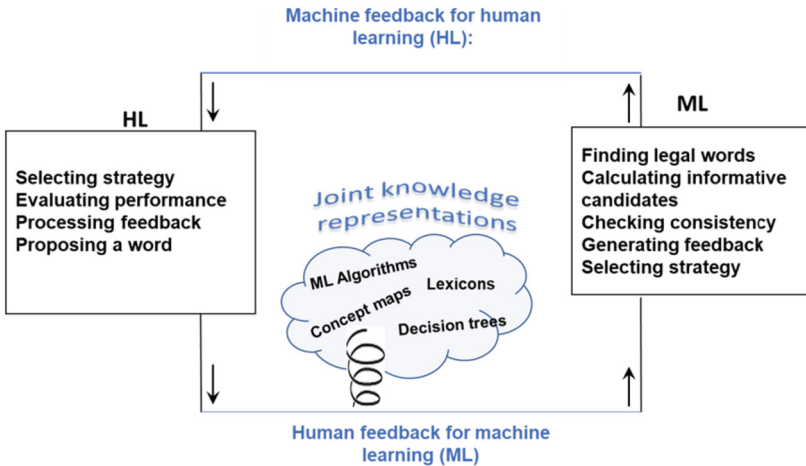 Machine feedback for human
learning (HL):
HL
ML
Selecting strategy
Evaluating performance
Processing feedback
Proposing a word
Finding legal words
Calculating informative
candidates
Checking consistency
Generating feedback
Selecting strategy
Joint knowledge
representations
ML Algorithms
Lexicons
Concept maps
Decision trees
Human feedback for machine
learning (ML)